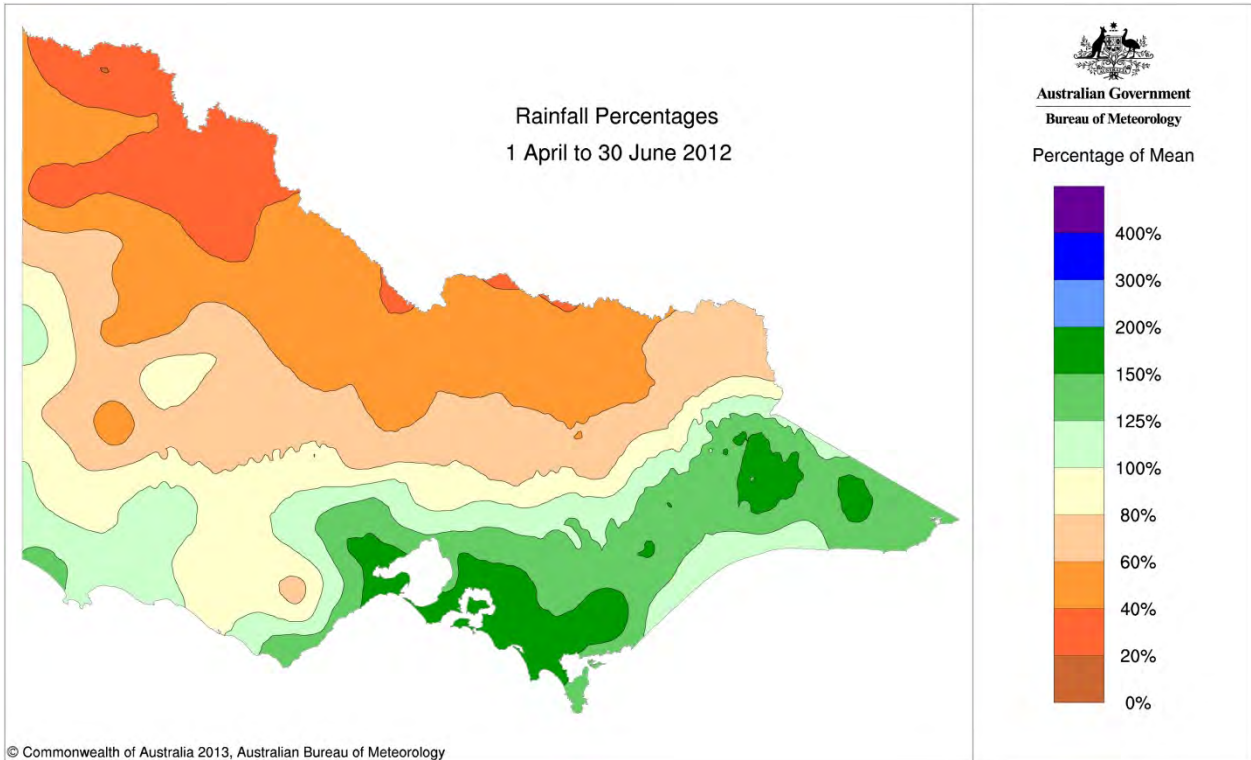 Rainfall Percentages
1 April to 30 June 2012
Australian Government
Bureau of Meteorology
Percentage of Mean
400%
300%
200%
150%
125%
100%
80%
60%
40%
20%
0%
© Commonwealth of Australia 2013, Australian Bureau of Meteorology